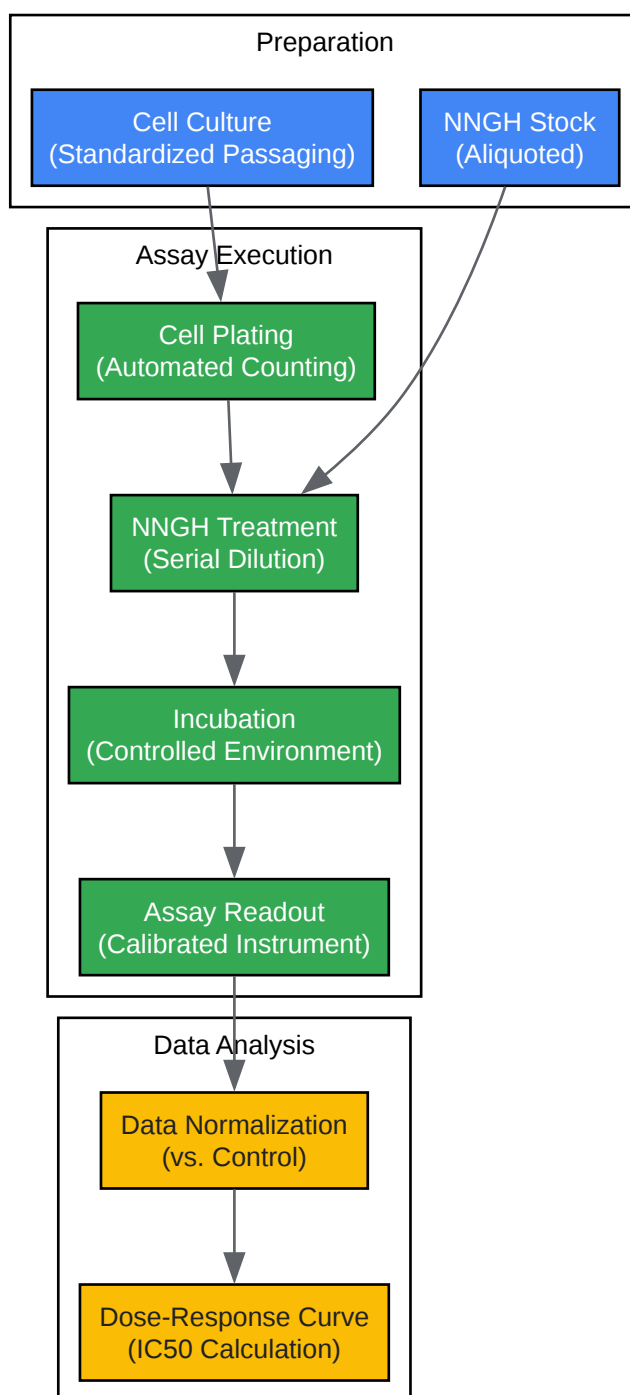 Preparation
Cell Culture
(Standardized Passaging)
NNGH Stock
(Aliquoted)
Assay Execution
Cell Plating
(Automated Counting)
NNGH Treatment
(Serial Dilution)
Incubation
(Controlled Environment)
Assay Readout
(Calibrated Instrument)
Data Analysis
Data Normalization
(vs. Control)
Dose-Response Curve
(IC50 Calculation)